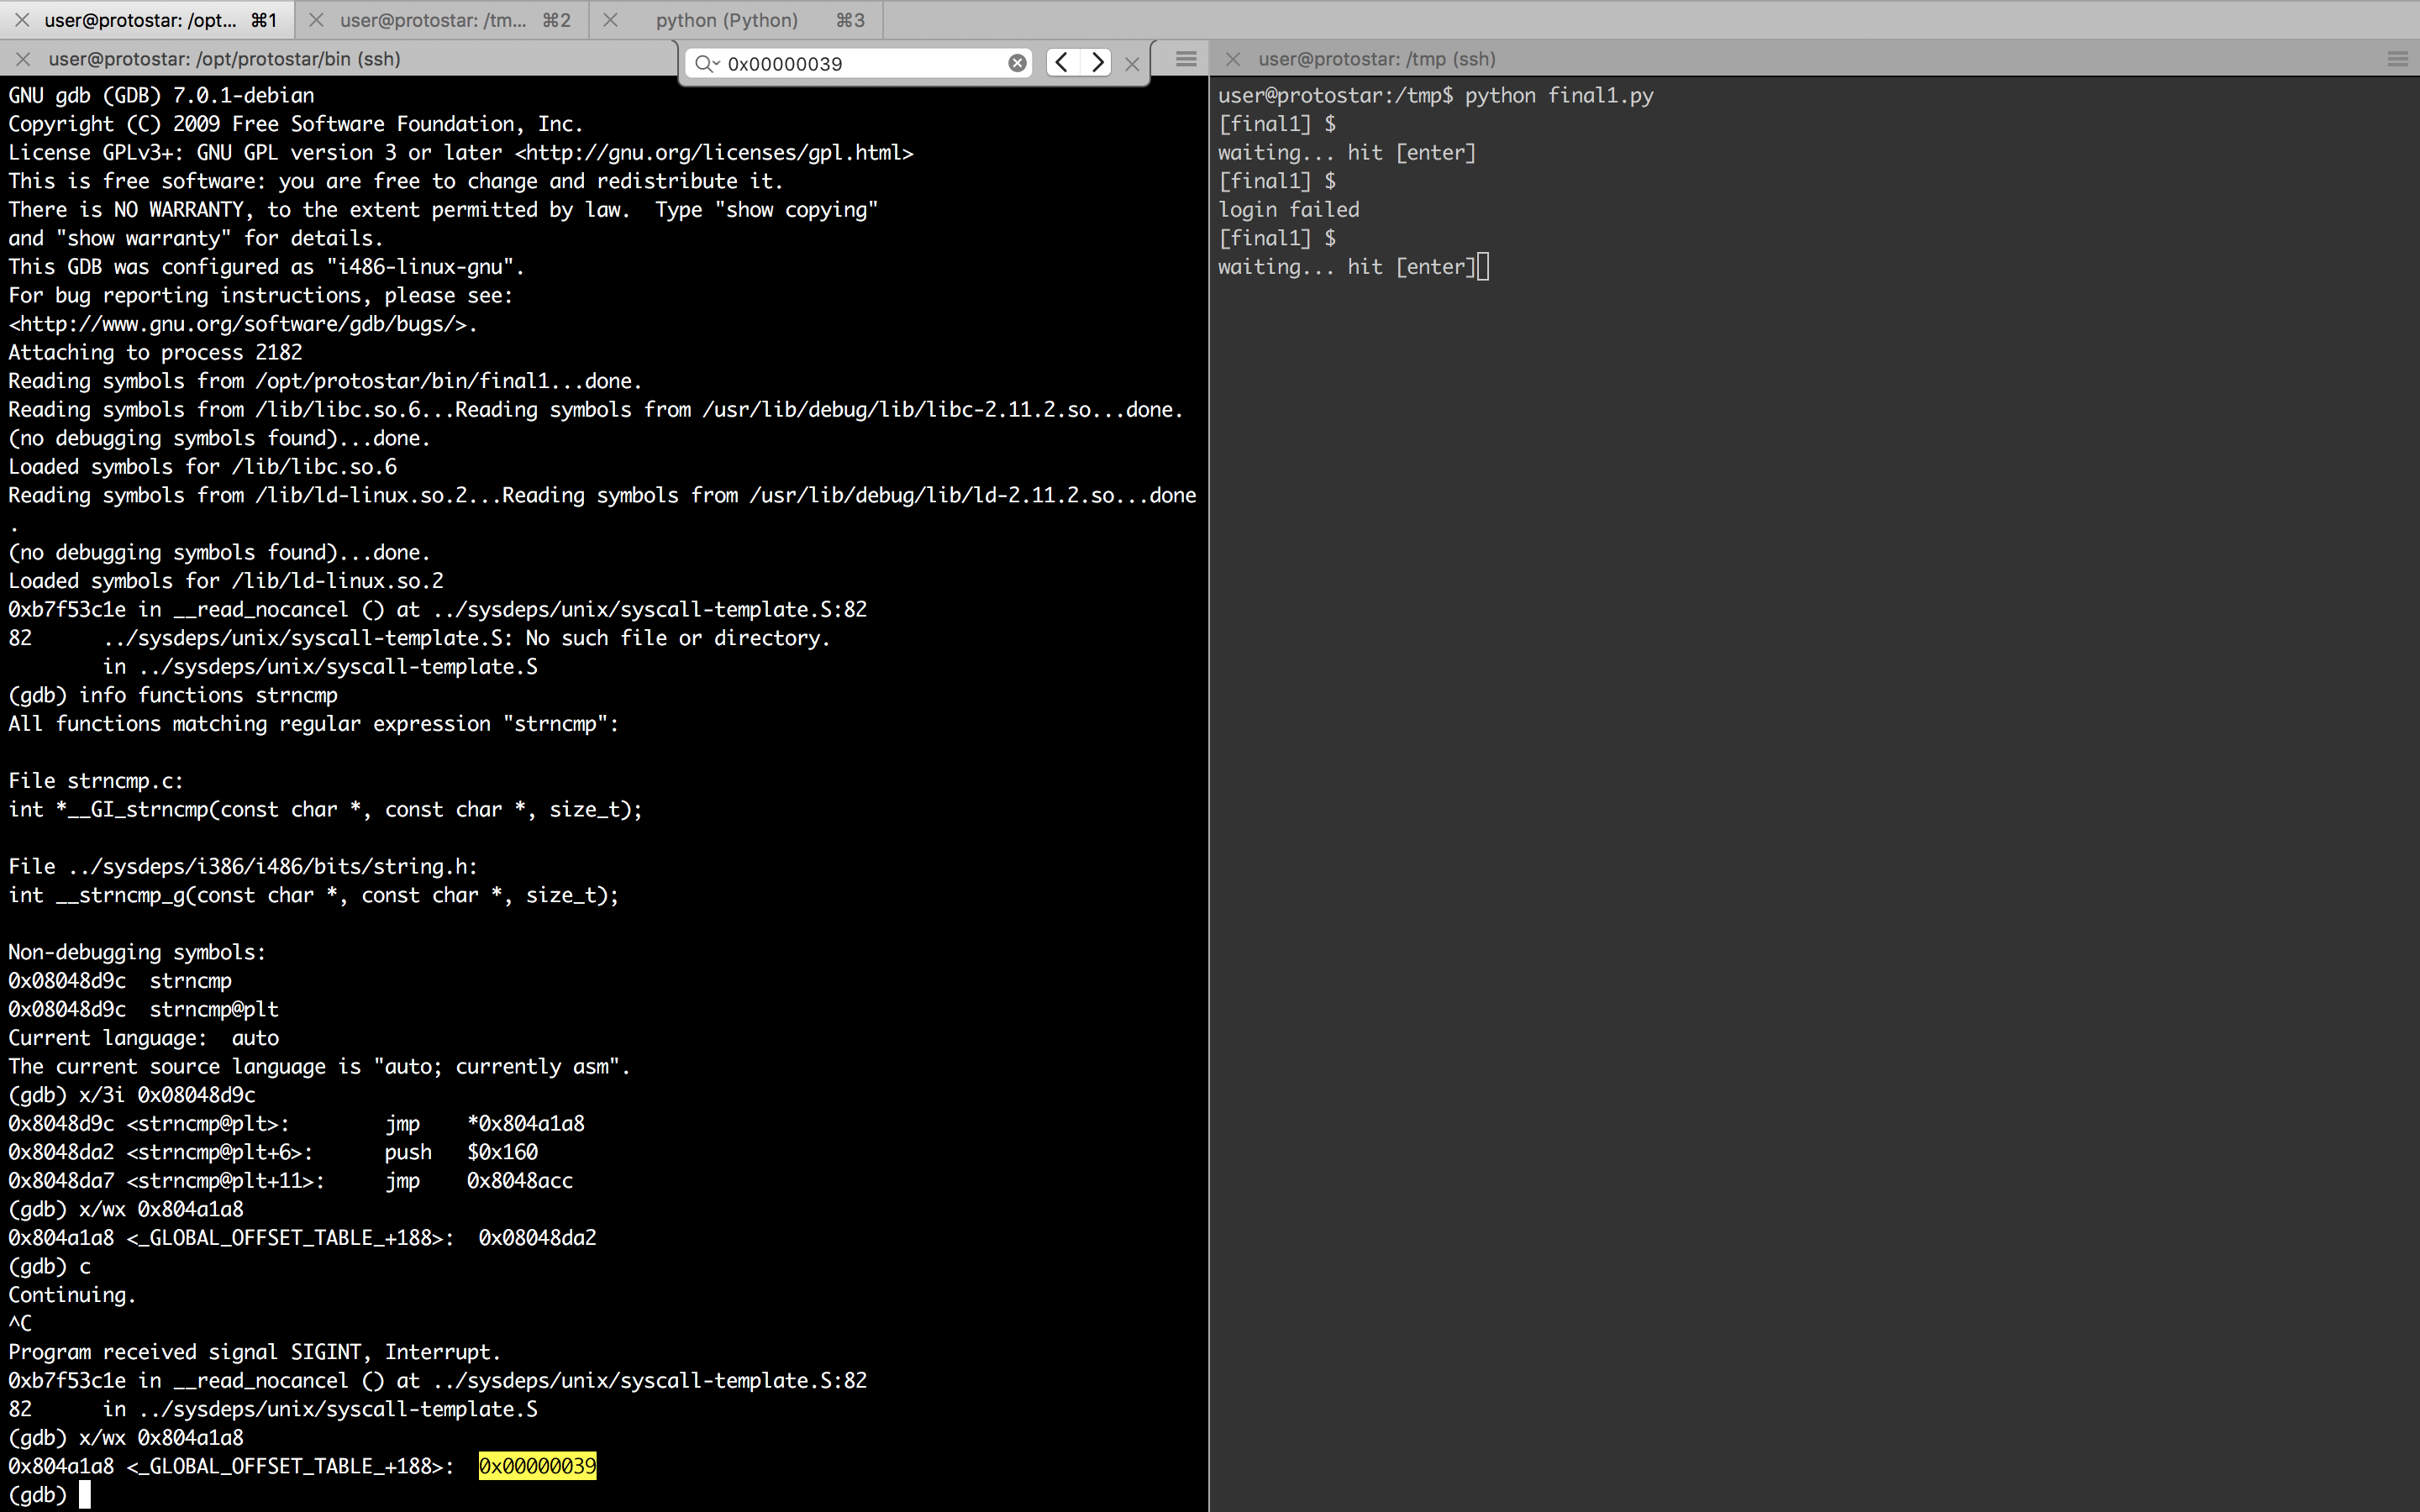 user@protostar: /opt... ⌘1
user@protostar: /tm... ⌘2
python (Python) ⌘3
user@protostar: /opt/protostar/bin (ssh)
0x00000039
user@protostar: /tmp (ssh)
GNU gdb (GDB) 7.0.1-debian
Copyright (C) 2009 Free Software Foundation, Inc.
License GPLv3+: GNU GPL version 3 or later <http://gnu.org/licenses/gpl.html>
This is free software: you are free to change and redistribute it.
There is NO WARRANTY, to the extent permitted by law.  Type "show copying"
and "show warranty" for details.
This GDB was configured as "i486-linux-gnu".
For bug reporting instructions, please see:
<http://www.gnu.org/software/gdb/bugs/>.
Attaching to process 2182
Reading symbols from /opt/protostar/bin/final1...done.
Reading symbols from /lib/libc.so.6...Reading symbols from /usr/lib/debug/lib/libc-2.11.2.so...done.
(no debugging symbols found)...done.
Loaded symbols for /lib/libc.so.6
Reading symbols from /lib/ld-linux.so.2...Reading symbols from /usr/lib/debug/lib/ld-2.11.2.so...done
.
(no debugging symbols found)...done.
Loaded symbols for /lib/ld-linux.so.2
0xb7f53c1e in __read_nocancel () at ../sysdeps/unix/syscall-template.S:82
82      ../sysdeps/unix/syscall-template.S: No such file or directory.
        in ../sysdeps/unix/syscall-template.S
(gdb) info functions strncmp
All functions matching regular expression "strncmp":
File strncmp.c:
int *__GI_strncmp(const char *, const char *, size_t);
File ../sysdeps/i386/i486/bits/string.h:
int __strncmp_g(const char *, const char *, size_t);
Non-debugging symbols:
0x08048d9c  strncmp
0x08048d9c  strncmp@plt
Current language:  auto
The current source language is "auto; currently asm".
(gdb) x/3i 0x08048d9c
0x8048d9c <strncmp@plt>:        jmp    *0x804a1a8
0x8048da2 <strncmp@plt+6>:      push   $0x160
0x8048da7 <strncmp@plt+11>:     jmp    0x8048acc
(gdb) x/wx 0x804a1a8
0x804a1a8 <_GLOBAL_OFFSET_TABLE_+188>:  0x08048da2
(gdb) c
Continuing.
^C
Program received signal SIGINT, Interrupt.
0xb7f53c1e in __read_nocancel () at ../sysdeps/unix/syscall-template.S:82
82      in ../sysdeps/unix/syscall-template.S
(gdb) x/wx 0x804a1a8
0x804a1a8 <_GLOBAL_OFFSET_TABLE_+188>:  0x00000039
(gdb)
user@protostar:/tmp$ python final1.py
[final1] $
waiting... hit [enter]
[final1] $
login failed
[final1] $
waiting... hit [enter]